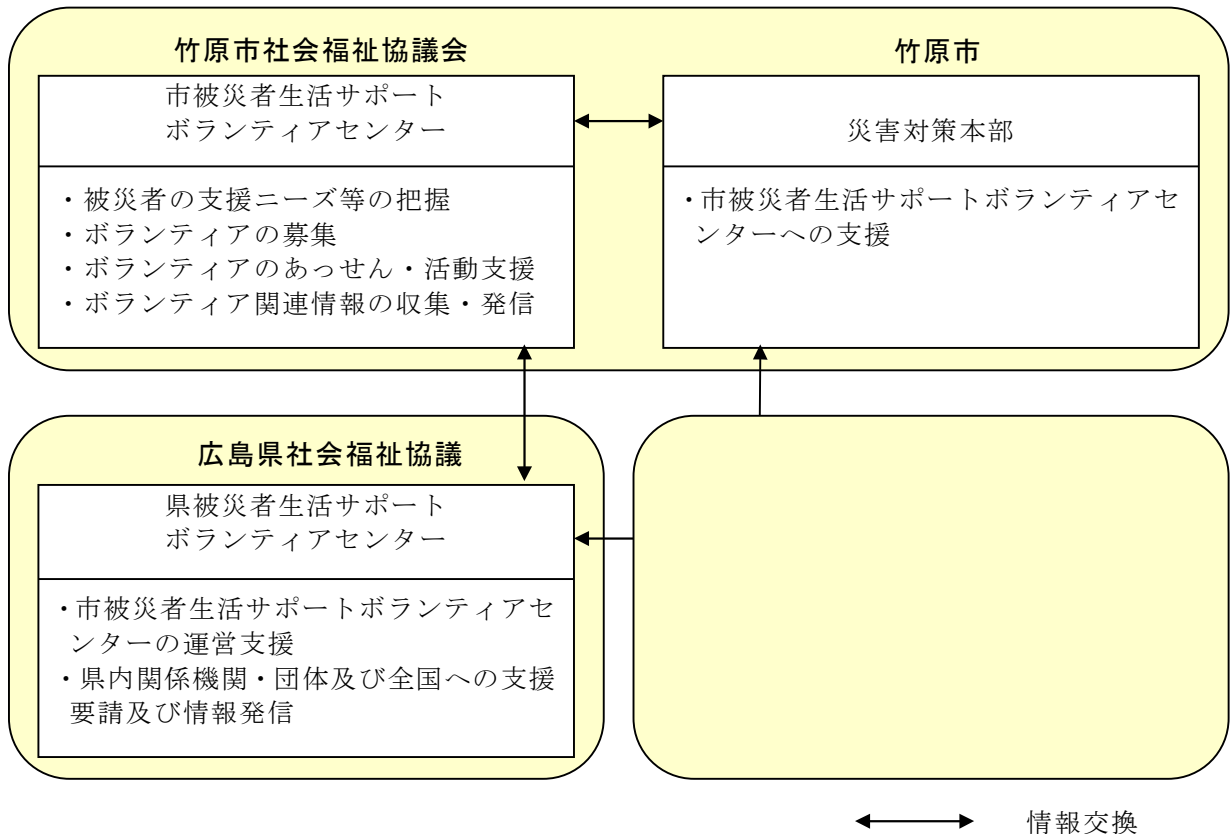 竹原市社会福祉協議会
市被災者生活サポート
ボランティアセンター
・被災者の支援ニーズ等の把握
・ボランティアの募集
・ボランティアのあっせん・活動支援
・ボランティア関連情報の収集・発信
竹原市
災害対策本部
・市被災者生活サポートボランティアセ
ンターへの支援
広島県社会福祉協議
県被災者生活サポート
ボランティアセンター
・市被災者生活サポートボランティアセ
ンターの運営支援
・県内関係機関・団体及び全国への支援
要請及び情報発信
情報交換